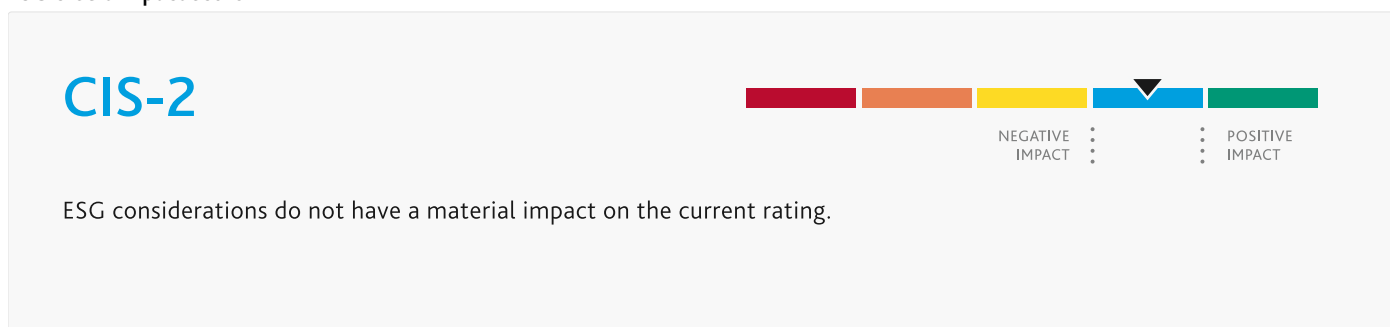 CIS-2
NEGATIVE
IMPACT
POSITIVE
IMPACT
ESG considerations do not have a material impact on the current rating.